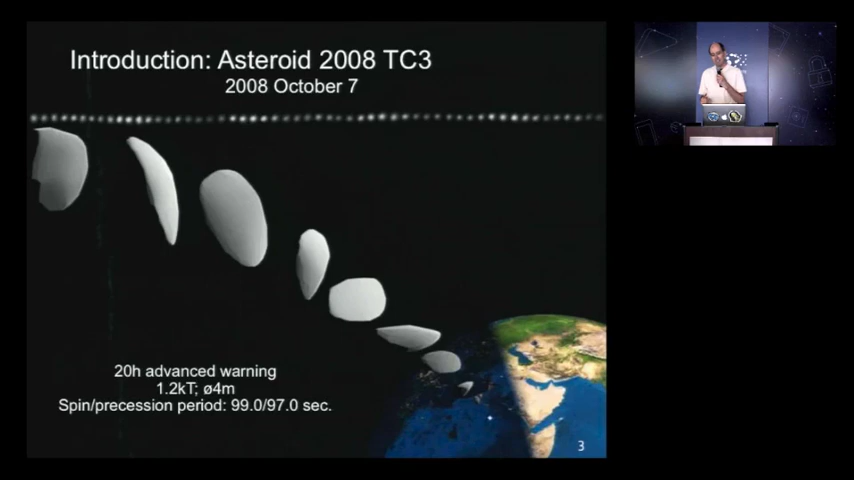 Introduction: Asteroid 2008 TC3
2008 October 7
20h advanced warning
1.2kT; ø4m
Spin/precession period: 99.0/97.0 sec.
3